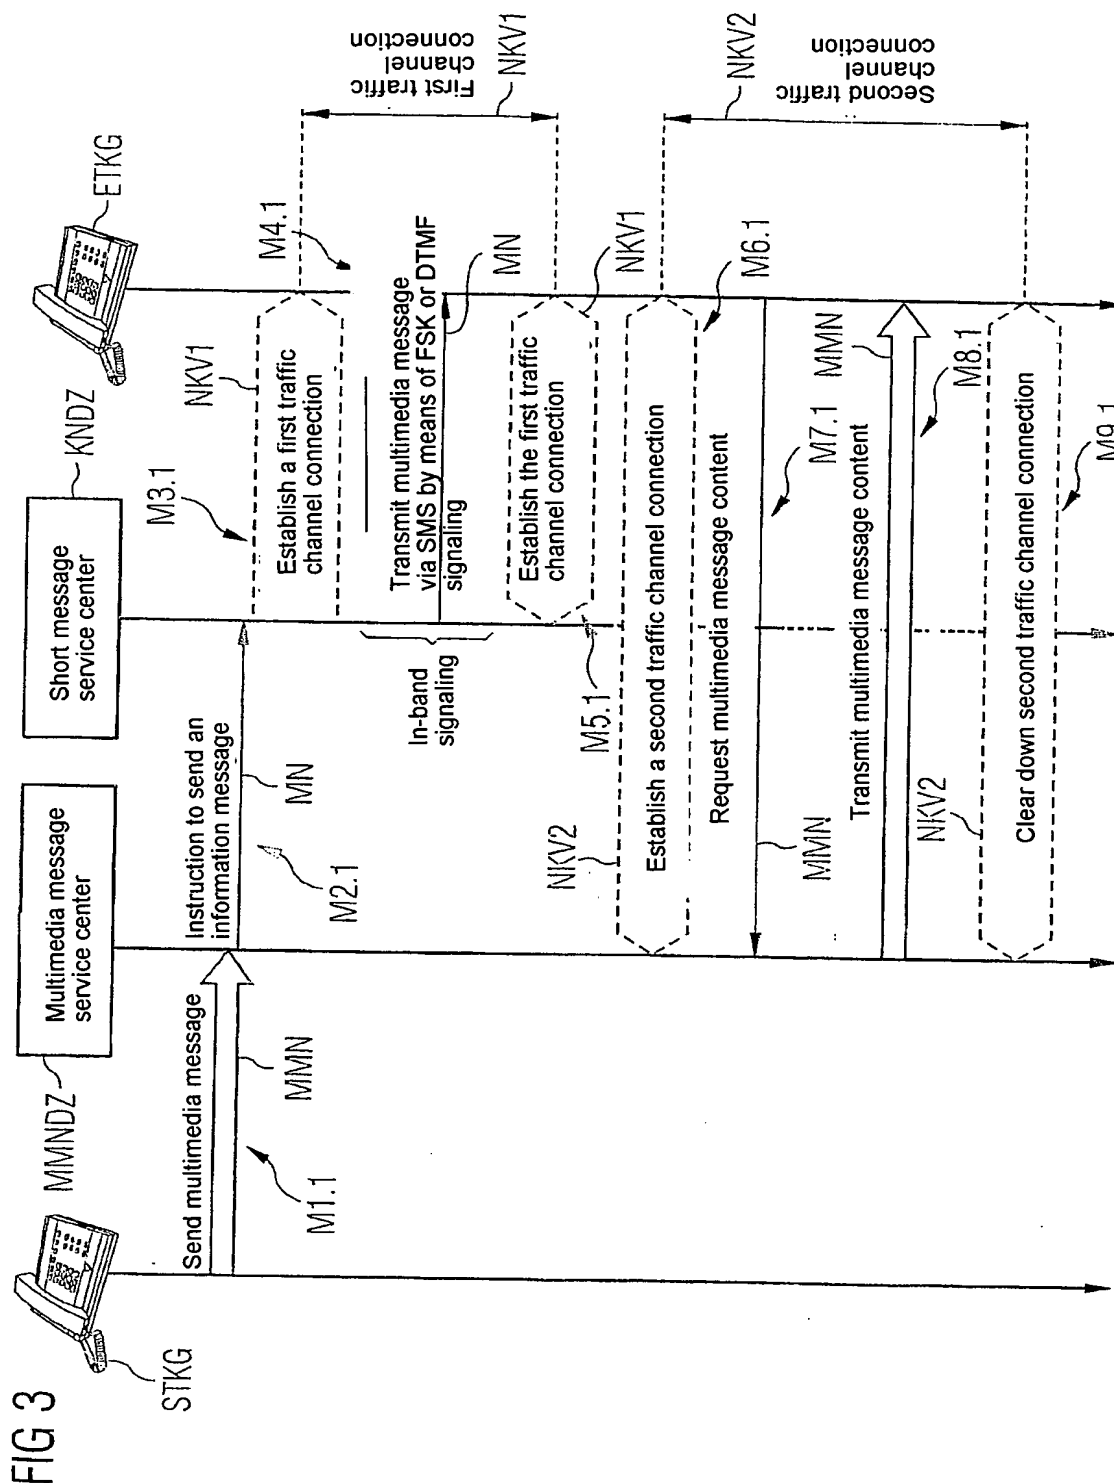 FIG 3
STKG
MMNDZ
Multimedia message
service center
Short message
service center
KNDZ
ETKG
Send multimedia message
MMN
M1.1
Instruction to send an
information message
MN
M2.1
M3.1
NKV1
Establish a first traffic
channel connection
M4.1
First traffic
channel
connection
NKV1
In-band
signaling
Transmit multimedia message
via SMS by means of FSK or DTMF
signaling
MN
Establish the first traffic
channel connection
NKV1
M5.1
NKV2
Establish a second traffic channel connection
M6.1
NKV2
Second traffic
channel
connection
Request multimedia message content
MMN
M7.1
Transmit multimedia message content
MMN
M8.1
NKV2
Clear down second traffic channel connection
M9.1